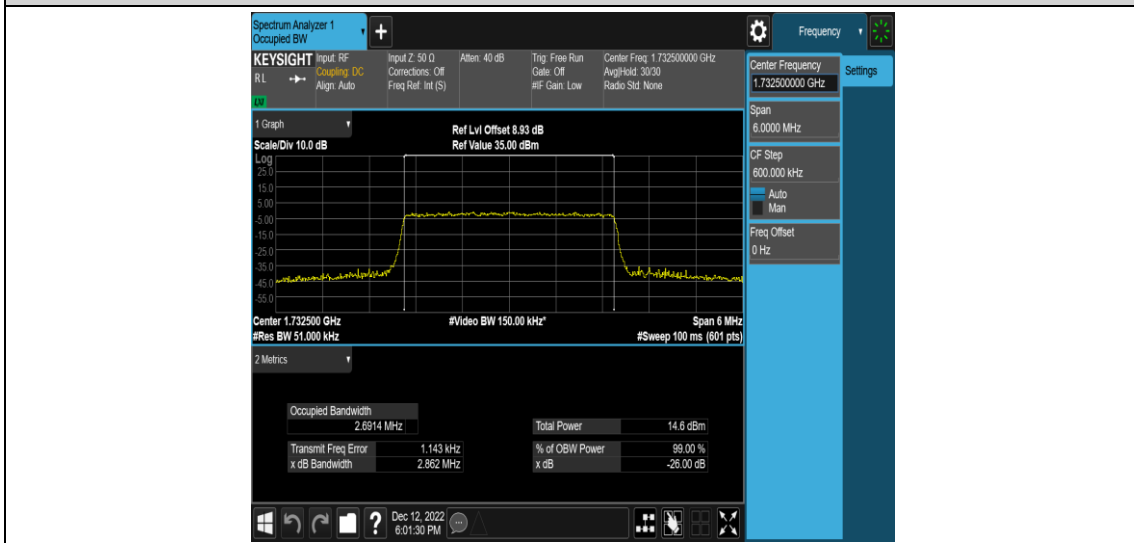 Spectrum Analyzer 1
Occupied BW
+
Frequency
KEYSIGHT
RL
LXI
Input: RF
Coupling: DC
Align: Auto
Input Z: 50 Ω
Corrections: Off
Freq Ref: Int (S)
Atten: 40 dB
Trig: Free Run
Gate: Off
#IF Gain: Low
Center Freq: 1.732500000 GHz
Avg|Hold: 30/30
Radio Std: None
Center Frequency
1.732500000 GHz
Settings
Span
6.0000 MHz
CF Step
600.000 kHz
Auto
Man
Freq Offset
0 Hz
1 Graph
Ref Lvl Offset 8.93 dB
Scale/Div 10.0 dB
Ref Value 35.00 dBm
Log
25.0
15.0
5.00
-5.00
-15.0
-25.0
-35.0
-45.0
-55.0
Center 1.732500 GHz
#Video BW 150.00 kHz*
Span 6 MHz
#Res BW 51.000 kHz
#Sweep 100 ms (601 pts)
2 Metrics
Occupied Bandwidth
2.6914 MHz
Total Power 14.6 dBm
Transmit Freq Error 1.143 kHz
% of OBW Power 99.00 %
x dB Bandwidth 2.862 MHz
x dB -26.00 dB
?
Dec 12, 2022
6:01:30 PM